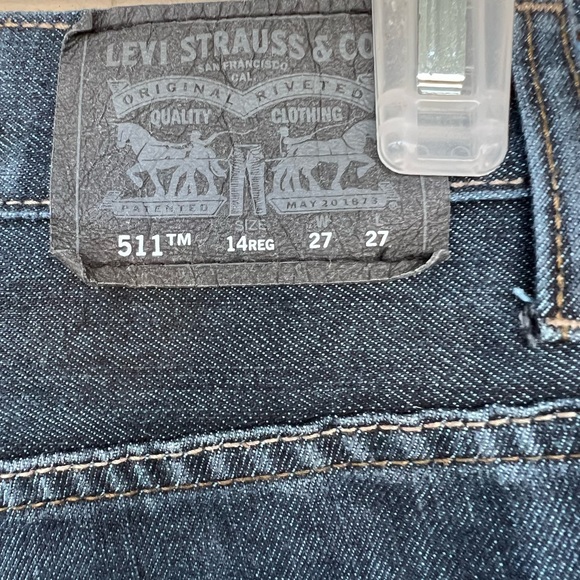 LEVI STRAUSS & CO
SAN FRANCISCO
CAL
ORIGINAL RIVETED
QUALITY CLOTHING
PATENTED MAY 20 1873
SIZE W L
511™ 14REG 27 27